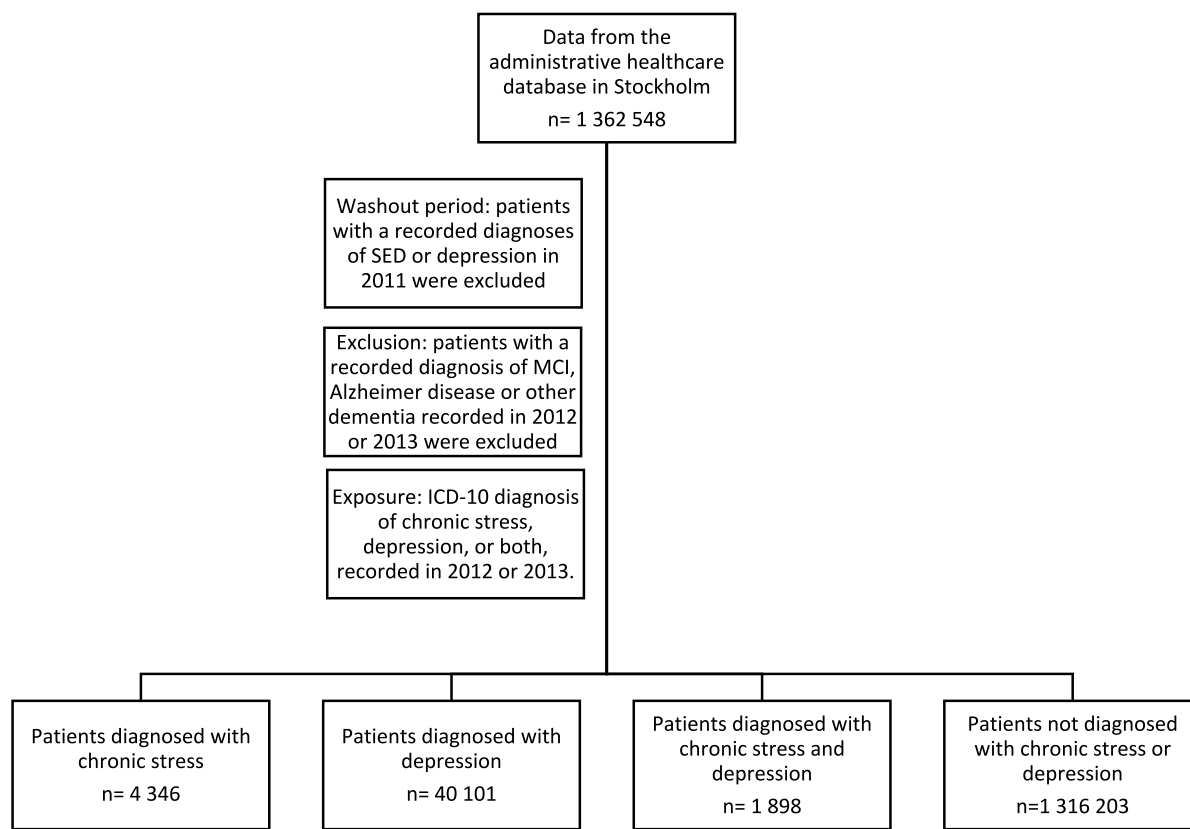 Data from the
administrative healthcare
database in Stockholm
n= 1 362 548
Washout period: patients
with a recorded diagnoses
of SED or depression in
2011 were excluded
Exclusion: patients with a
recorded diagnosis of MCI,
Alzheimer disease or other
dementia recorded in 2012
or 2013 were excluded
Exposure: ICD-10 diagnosis
of chronic stress,
depression, or both,
recorded in 2012 or 2013.
Patients diagnosed with
chronic stress
n= 4 346
Patients diagnosed with
depression
n= 40 101
Patients diagnosed with
chronic stress and
depression
n= 1 898
Patients not diagnosed
with chronic stress or
depression
n=1 316 203